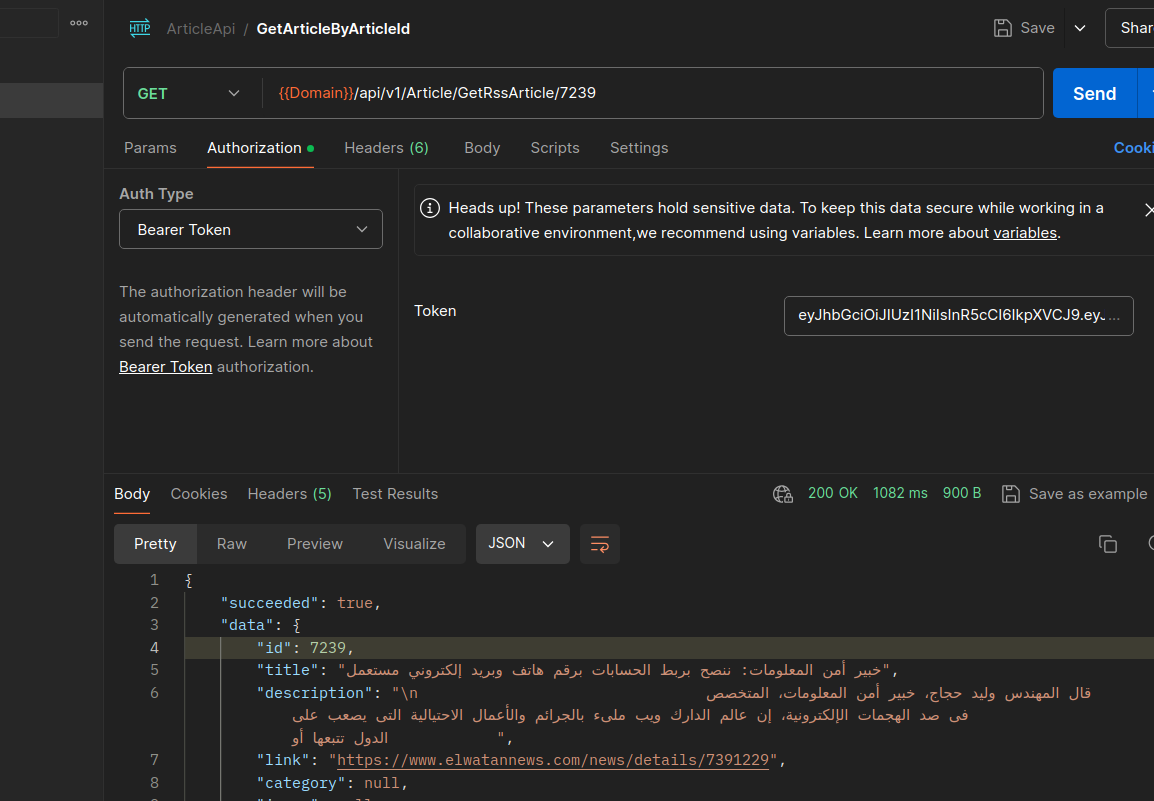 HTTP ArticleApi / GetArticleByArticleId Save
GET {{Domain}}/api/v1/Article/GetRssArticle/7239 Send
Params Authorization Headers (6) Body Scripts Settings
Auth Type
Bearer Token
The authorization header will be
automatically generated when you
send the request. Learn more about
Bearer Token authorization.
Heads up! These parameters hold sensitive data. To keep this data secure while working in a
collaborative environment,we recommend using variables. Learn more about variables.
Token
Body Cookies Headers (5) Test Results 200 OK 1082 ms 900 B Save as example
Pretty Raw Preview Visualize JSON
1 {
2 "succeeded": true,
3 "data": {
4 "id": 7239,
5 "title": "خبير أمن المعلومات: ننصح بربط الحسابات برقم هاتف وبريد إلكتروني مستعمل",
6 "description": "\n قال المهندس وليد حجاج، خبير أمن المعلومات، المتخصص
فى صد الهجمات الإلكترونية، إن عالم الدارك ويب ملىء بالجرائم والأعمال الاحتيالية التى يصعب على
الدول تتبعها أو ",
7 "link": "https://www.elwatannews.com/news/details/7391229",
8 "category": null,